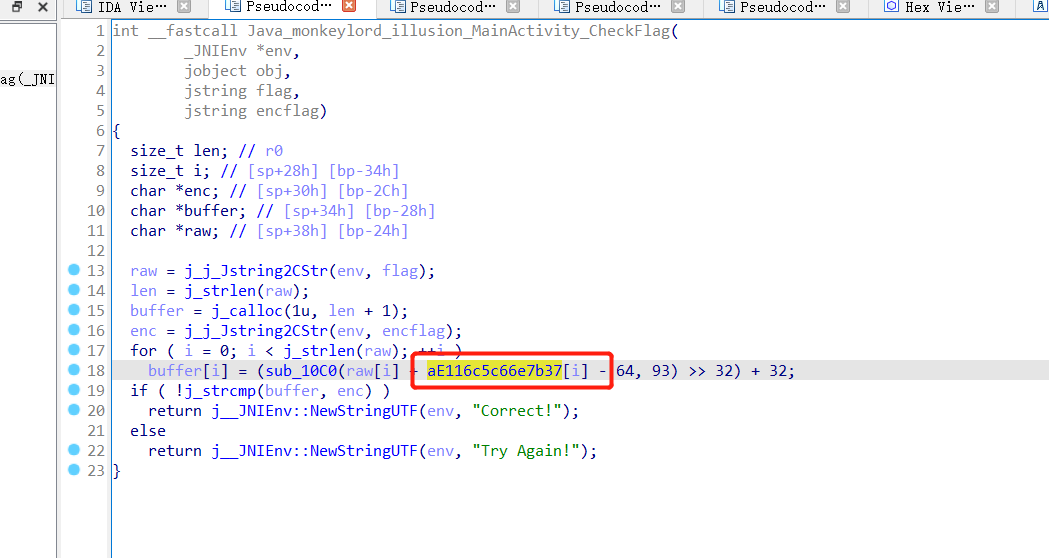 IDA Vie⋯
Pseudocod⋯
Pseudocod⋯
Pseudocod⋯
Pseudocod⋯
Hex Vie⋯
A
ag(_JNI
1 int __fastcall Java_monkeylord_illusion_MainActivity_CheckFlag(
2 _JNIEnv *env,
3 jobject obj,
4 jstring flag,
5 jstring encflag)
6 {
7 size_t len; // r0
8 size_t i; // [sp+28h] [bp-34h]
9 char *enc; // [sp+30h] [bp-2Ch]
10 char *buffer; // [sp+34h] [bp-28h]
11 char *raw; // [sp+38h] [bp-24h]
12
13 raw = j_j_Jstring2CStr(env, flag);
14 len = j_strlen(raw);
15 buffer = j_calloc(1u, len + 1);
16 enc = j_j_Jstring2CStr(env, encflag);
17 for ( i = 0; i < j_strlen(raw); ++i )
18 buffer[i] = (sub_10C0(raw[i] + aE116c5c66e7b37[i] - 64, 93) >> 32) + 32;
19 if ( !j_strcmp(buffer, enc) )
20 return j__JNIEnv::NewStringUTF(env, "Correct!");
21 else
22 return j__JNIEnv::NewStringUTF(env, "Try Again!");
23 }